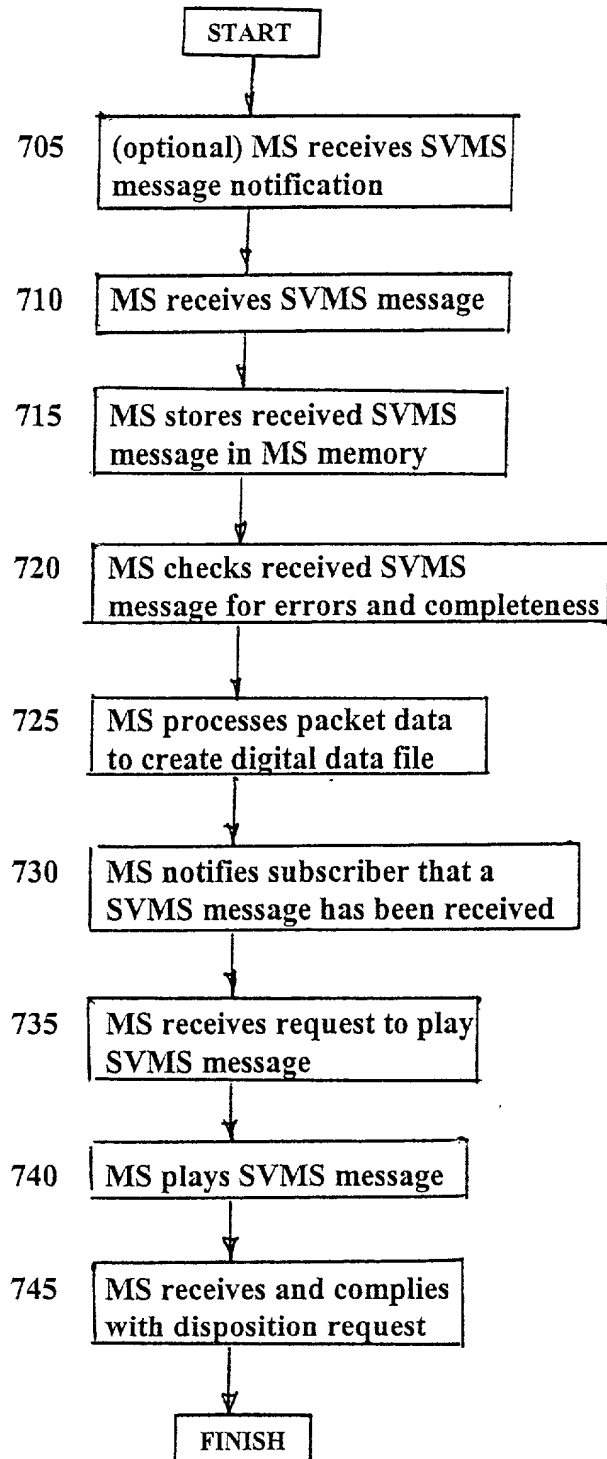 START
705 (optional) MS receives SVMS
message notification
710 MS receives SVMS message
715 MS stores received SVMS
message in MS memory
720 MS checks received SVMS
message for errors and completeness
725 MS processes packet data
to create digital data file
730 MS notifies subscriber that a
SVMS message has been received
735 MS receives request to play
SVMS message
740 MS plays SVMS message
745 MS receives and complies
with disposition request
FINISH